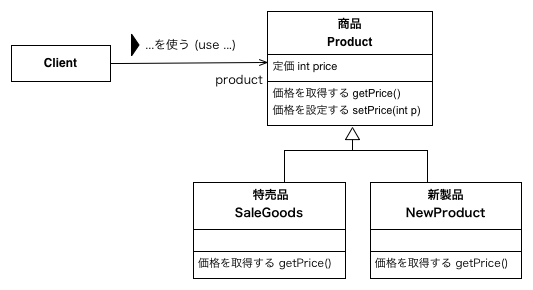 商品
Product
定価 int price
価格を取得する getPrice()
価格を設定する setPrice(int p)
Client
...を使う (use ...)
product
特売品
SaleGoods
価格を取得する getPrice()
新製品
NewProduct
価格を取得する getPrice()